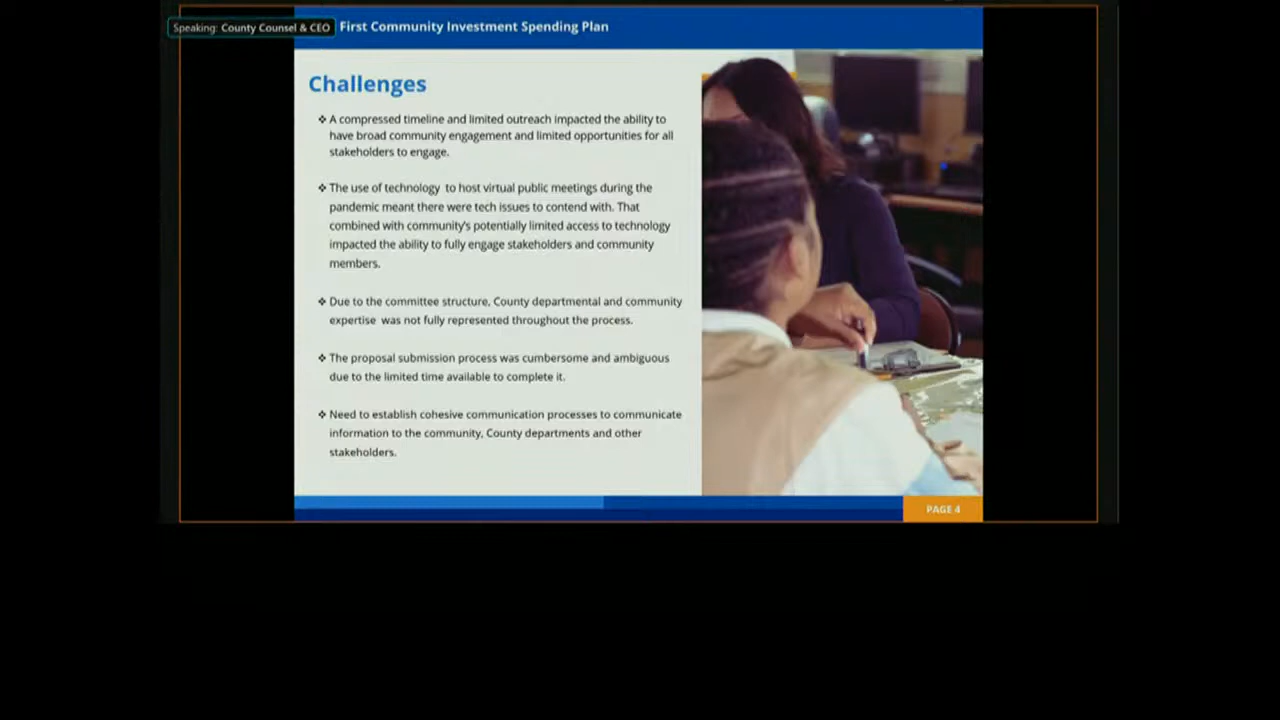 Speaking: County Counsel & CEO
First Community Investment Spending Plan
Challenges
❖ A compressed timeline and limited outreach impacted the ability to
have broad community engagement and limited opportunities for all
stakeholders to engage.
❖ The use of technology to host virtual public meetings during the
pandemic meant there were tech issues to contend with. That
combined with community's potentially limited access to technology
impacted the ability to fully engage stakeholders and community
members.
❖ Due to the committee structure, County departmental and community
expertise was not fully represented throughout the process.
❖ The proposal submission process was cumbersome and ambiguous
due to the limited time available to complete it.
❖ Need to establish cohesive communication processes to communicate
information to the community, County departments and other
stakeholders.
PAGE 4